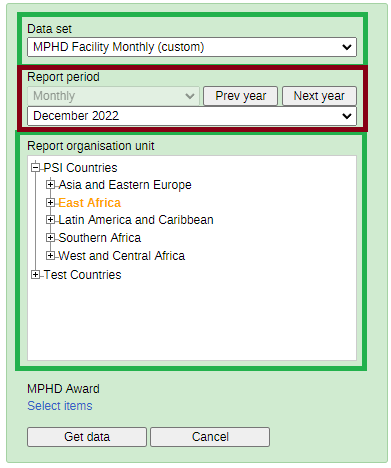 Data set
MPHD Facility Monthly (custom)
Report period
Monthly Prev year Next year
December 2022
Report organisation unit
PSI Countries
Asia and Eastern Europe
East Africa
Latin America and Caribbean
Southern Africa
West and Central Africa
Test Countries
MPHD Award
Select items
Get data Cancel